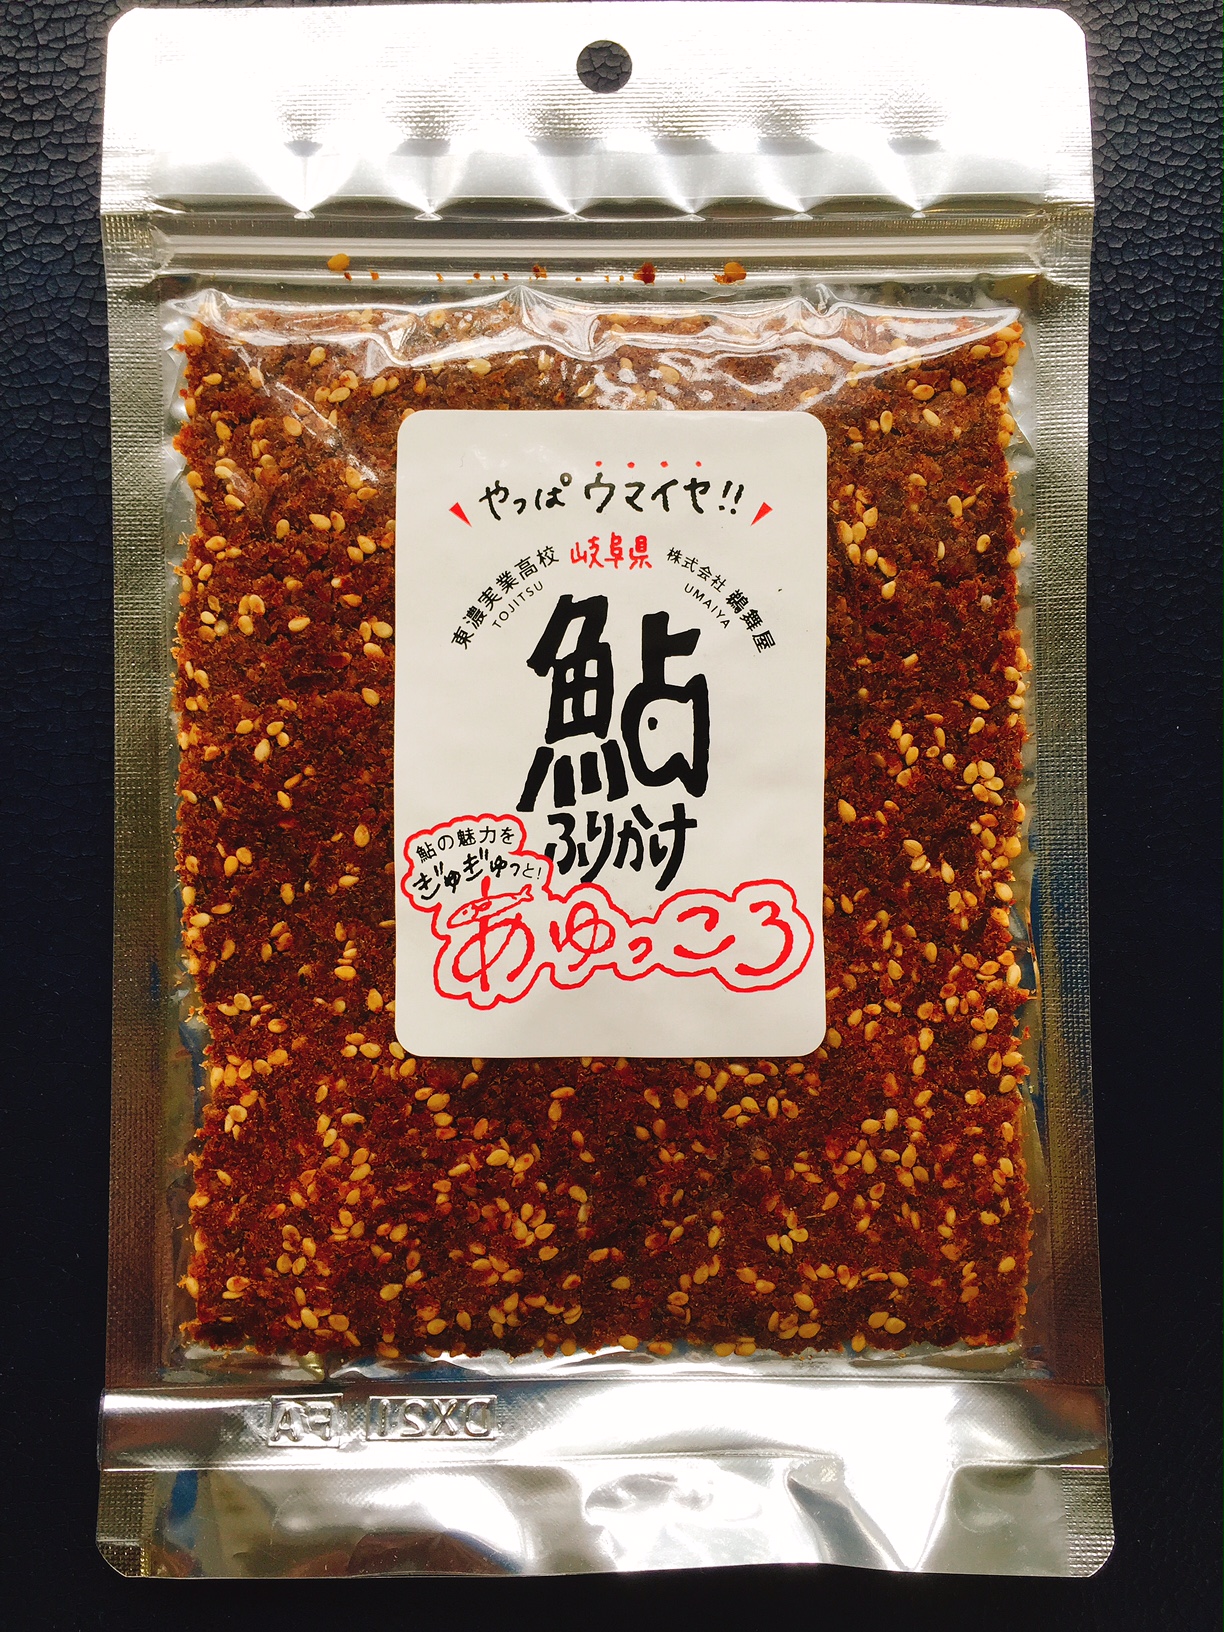 やっぱ ウマイヤ!!
岐阜県
東濃実業高校
TOJITSU
株式会社 鵜舞屋
UMAIYA
鮎
ふりかけ
鮎の魅力を
ぎゅぎゅっと!
あゆっころ
DX21 FA